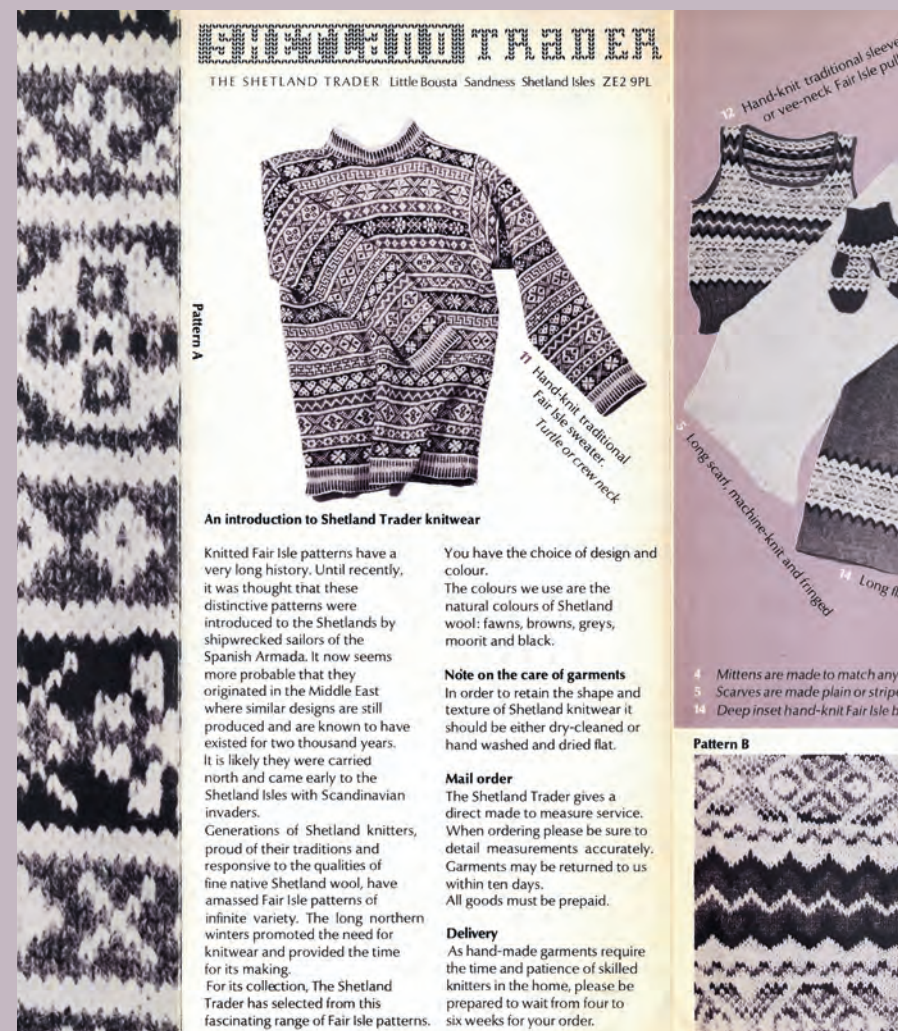 SHETLAND TRADER
THE SHETLAND TRADER Little Bousta Sandness Shetland Isles ZE2 9PL
Pattern A
11 Hand-knit traditional
Fair Isle sweater.
Turtle or crew neck
An introduction to Shetland Trader knitwear
Knitted Fair Isle patterns have a
very long history. Until recently,
it was thought that these
distinctive patterns were
introduced to the Shetlands by
shipwrecked sailors of the
Spanish Armada. It now seems
more probable that they
originated in the Middle East
where similar designs are still
produced and are known to have
existed for two thousand years.
It is likely they were carried
north and came early to the
Shetland Isles with Scandinavian
invaders.
Generations of Shetland knitters,
proud of their traditions and
responsive to the qualities of
fine native Shetland wool, have
amassed Fair Isle patterns of
infinite variety. The long northern
winters promoted the need for
knitwear and provided the time
for its making.
For its collection, The Shetland
Trader has selected from this
fascinating range of Fair Isle patterns.
You have the choice of design and
colour.
The colours we use are the
natural colours of Shetland
wool: fawns, browns, greys,
moorit and black.
Note on the care of garments
In order to retain the shape and
texture of Shetland knitwear it
should be either dry-cleaned or
hand washed and dried flat.
Mail order
The Shetland Trader gives a
direct made to measure service.
When ordering please be sure to
detail measurements accurately.
Garments may be returned to us
within ten days.
All goods must be prepaid.
Delivery
As hand-made garments require
the time and patience of skilled
knitters in the home, please be
prepared to wait from four to
six weeks for your order.
12 Hand-knit traditional
or vee-neck Fair Isle
5 Long scarf, machine-knit and fringed
14 Long
4 Mittens are made to match any
5 Scarves are made plain or
14 Deep inset hand-knit Fair Isle
Pattern B